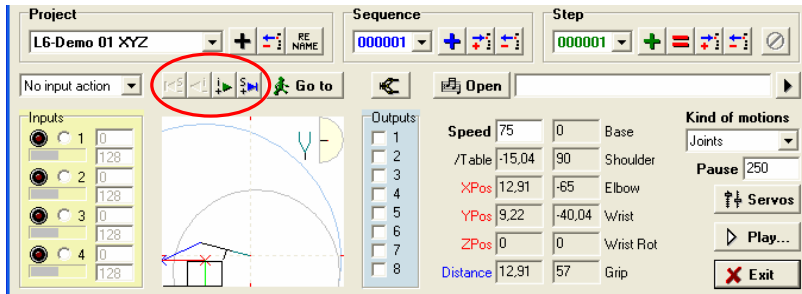 Project
Sequence
Step
L6-Demo 01 XYZ
RE NAME
000001
000001
No input action
I<S
<i
i
S
Go to
Open
Inputs
Outputs
Kind of motions
1 0
128
2 0
128
3 0
128
4 0
128
1
2
3
4
5
6
7
8
Speed 75 0 Base
/Table -15,04 90 Shoulder
XPos 12,91 -65 Elbow
YPos 9,22 -40,04 Wrist
ZPos 0 0 Wrist Rot
Distance 12,91 57 Grip
Joints
Pause 250
Servos
Play...
Exit